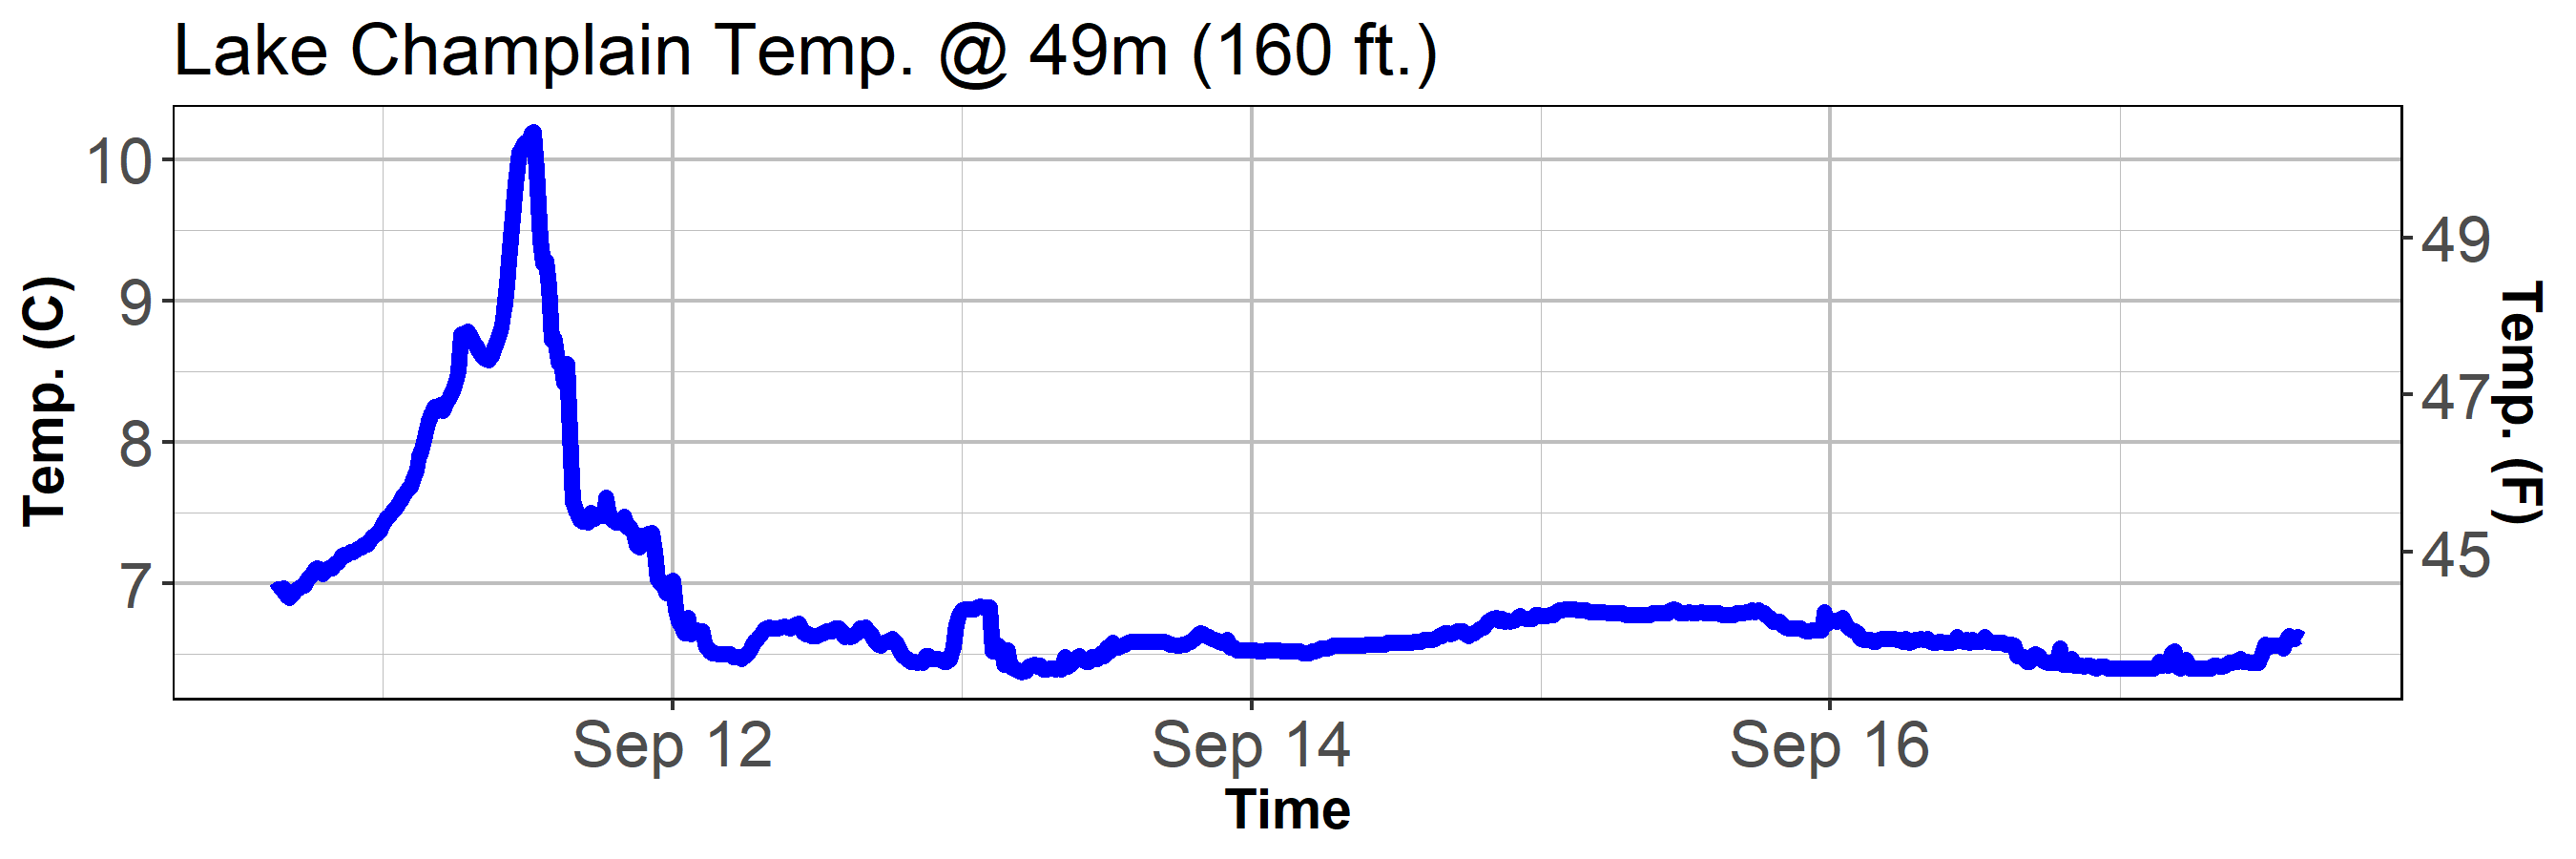 Lake Champlain Temp. @ 49m (160 ft.)
Temp. (C)
10
9
8
7
49
47
45
Temp. (F)
Sep 12 Sep 14 Sep 16
Time